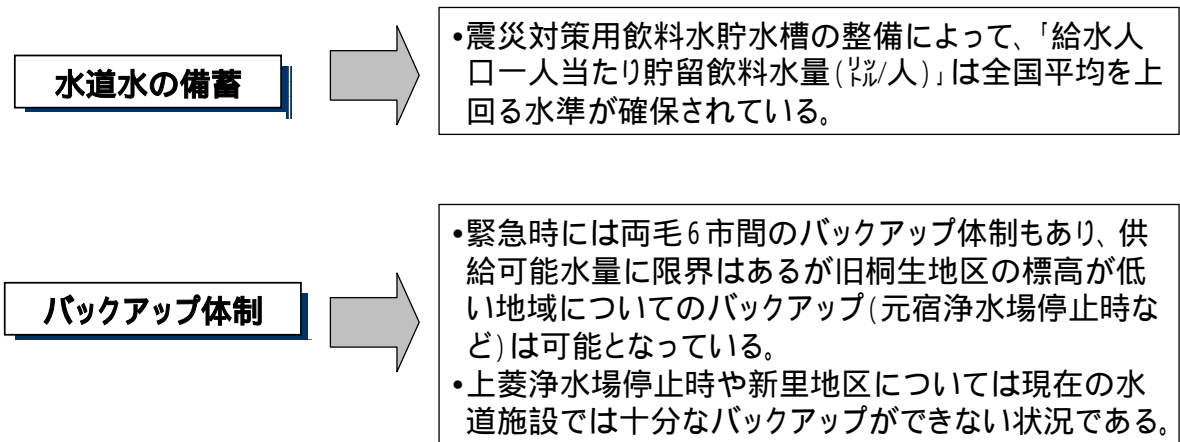 水道水の備蓄
•震災対策用飲料水貯水槽の整備によって、「給水人
口一人当たり貯留飲料水量(㍑/人)」は全国平均を上
回る水準が確保されている。
バックアップ体制
•緊急時には両毛6市間のバックアップ体制もあり、供
給可能水量に限界はあるが旧桐生地区の標高が低
い地域についてのバックアップ(元宿浄水場停止時な
ど)は可能となっている。
•上菱浄水場停止時や新里地区については現在の水
道施設では十分なバックアップができない状況である。